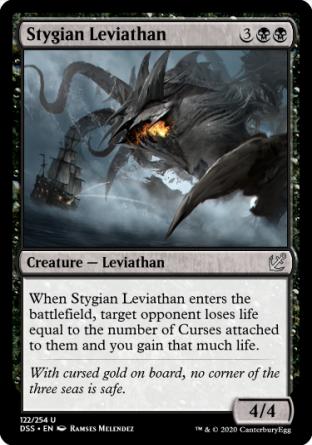 Stygian Leviathan 3
Creature — Leviathan
When Stygian Leviathan enters the
battlefield, target opponent loses life
equal to the number of Curses attached
to them and you gain that much life.
With cursed gold on board, no corner of the
three seas is safe.
4/4
122/254 U
DSS • EN Ramses Melendez
™ & © 2020 CanterburyEgg